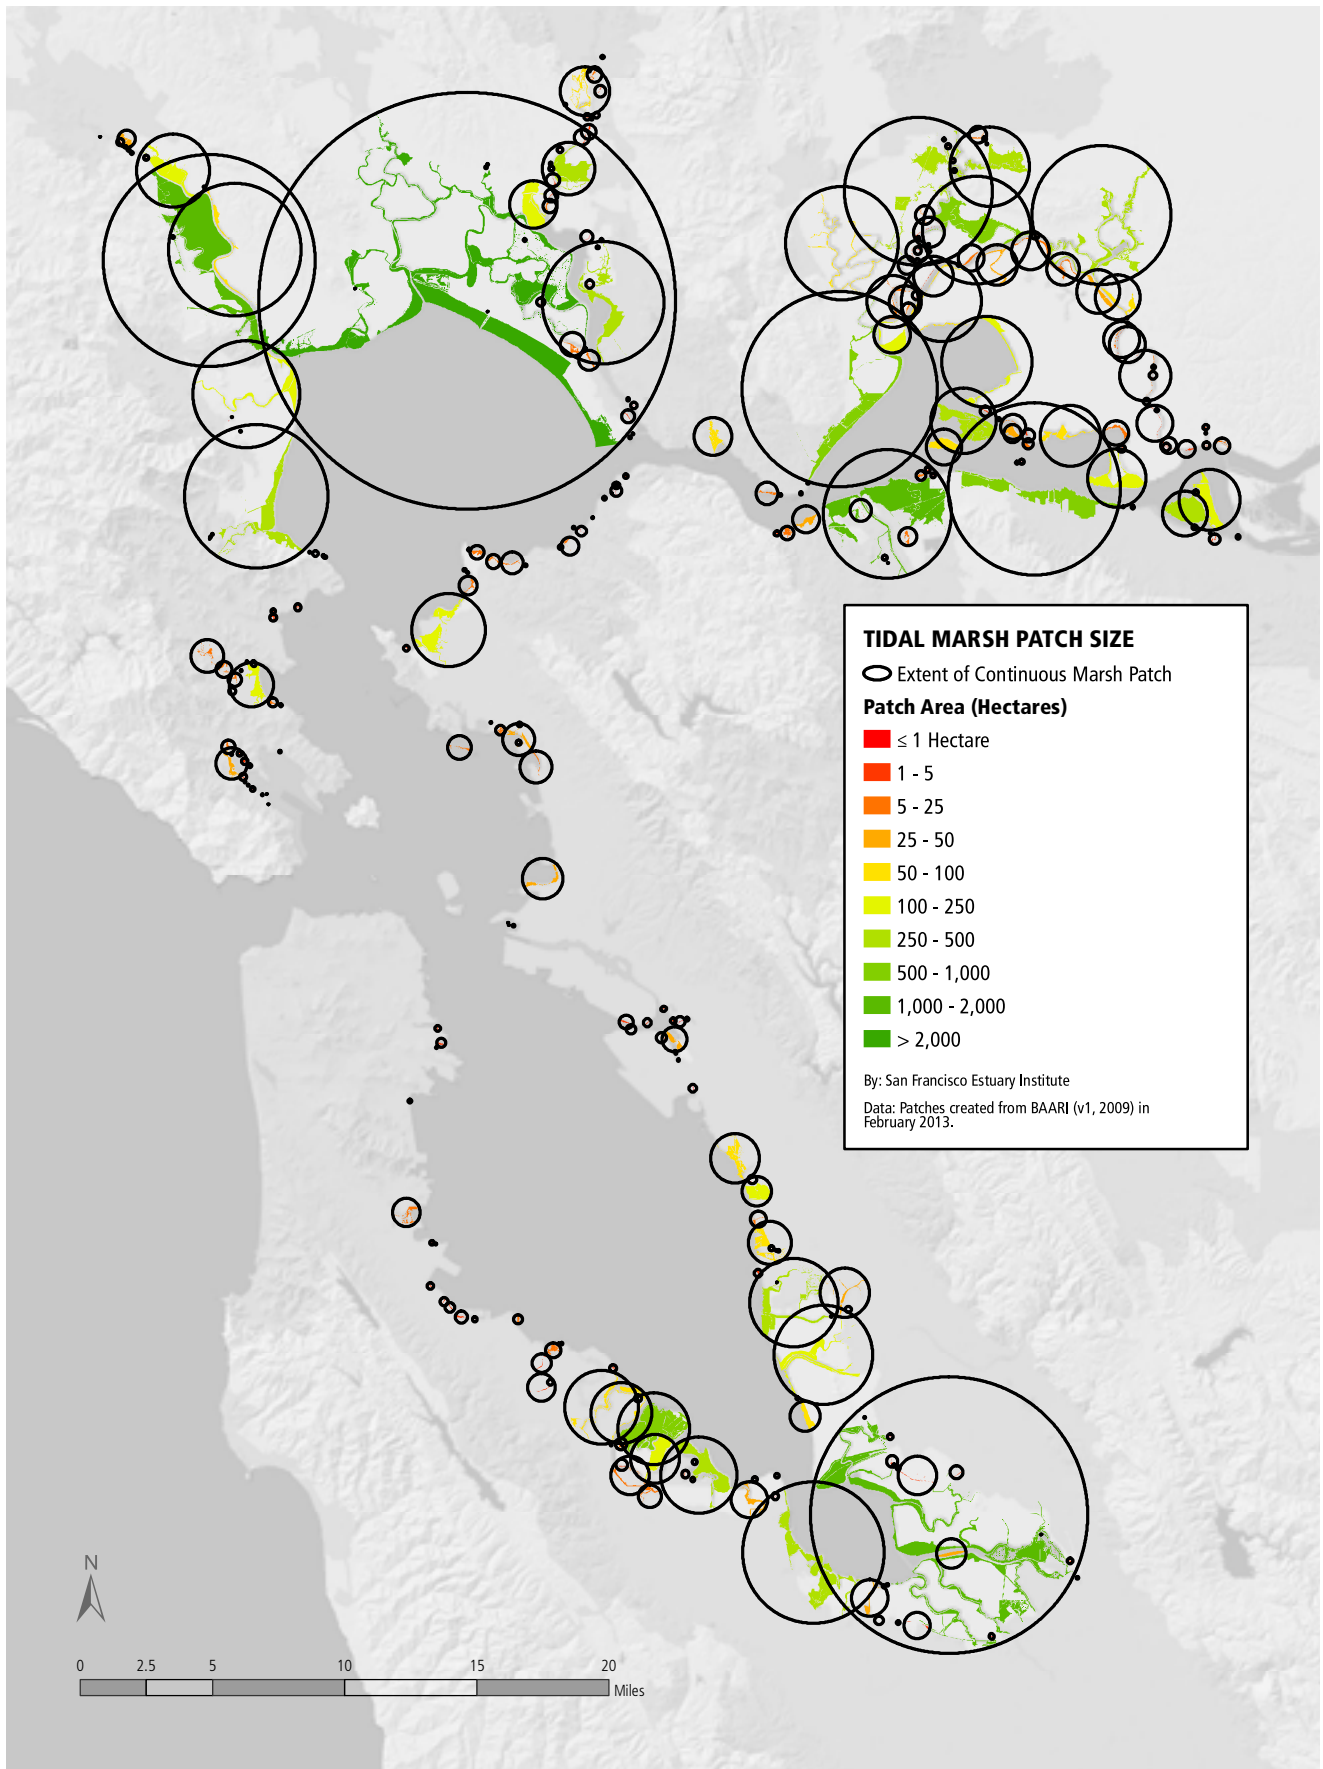 TIDAL MARSH PATCH SIZE
Extent of Continuous Marsh Patch
Patch Area (Hectares)
≤ 1 Hectare
1 - 5
5 - 25
25 - 50
50 - 100
100 - 250
250 - 500
500 - 1,000
1,000 - 2,000
> 2,000
By: San Francisco Estuary Institute
Data: Patches created from BAARI (v1, 2009) in
February 2013.
N
0 2.5 5 10 15 20
Miles